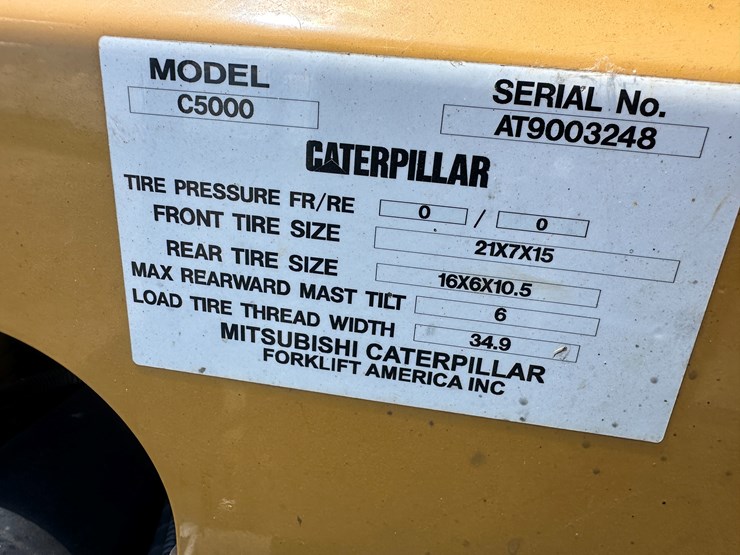 MODEL
C5000
SERIAL No.
AT9003248
CATERPILLAR
TIRE PRESSURE FR/RE 0 / 0
FRONT TIRE SIZE 21X7X15
REAR TIRE SIZE 16X6X10.5
MAX REARWARD MAST TILT 6
LOAD TIRE THREAD WIDTH 34.9
MITSUBISHI CATERPILLAR
FORKLIFT AMERICA INC